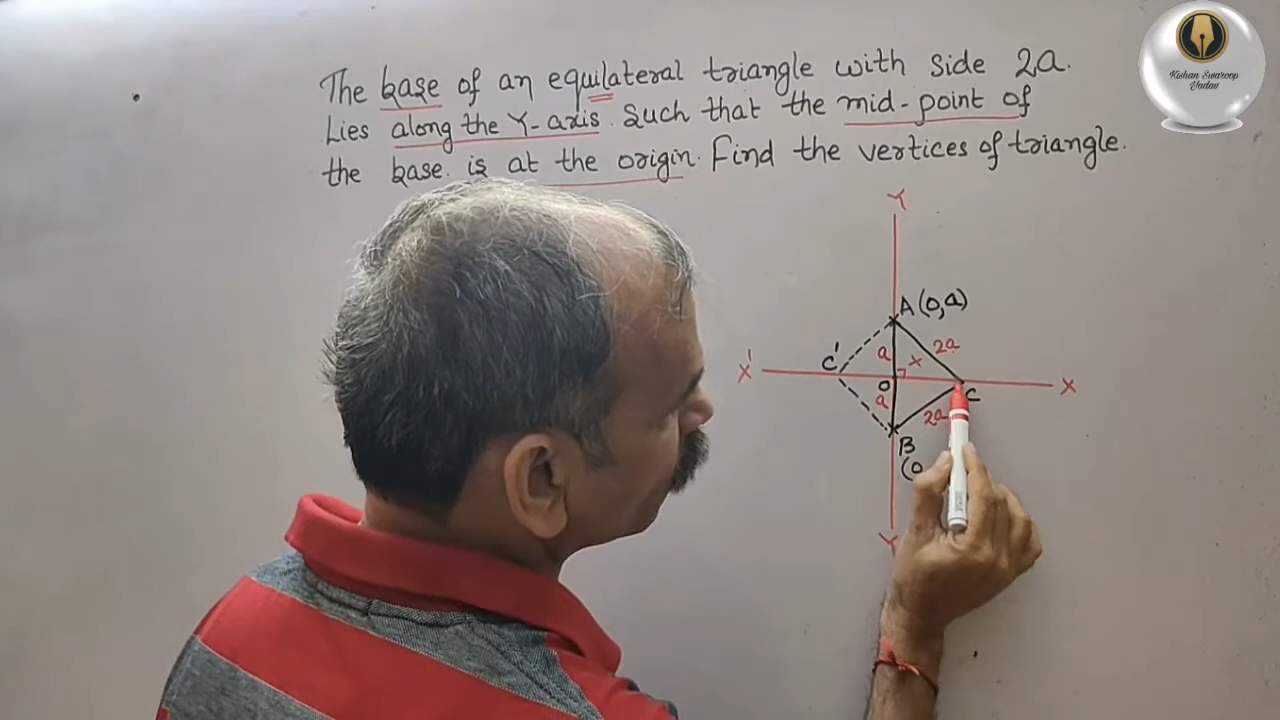 The base of an equilateral triangle with side 2a.
Lies along the Y-axis. Such that the mid-point of
the base is at the origin. Find the vertices of triangle.
Kishan Swaroop
Yadav
Y
A (0,a)
C' a x 2a
X' O X
a C
2a
B
(0
Y